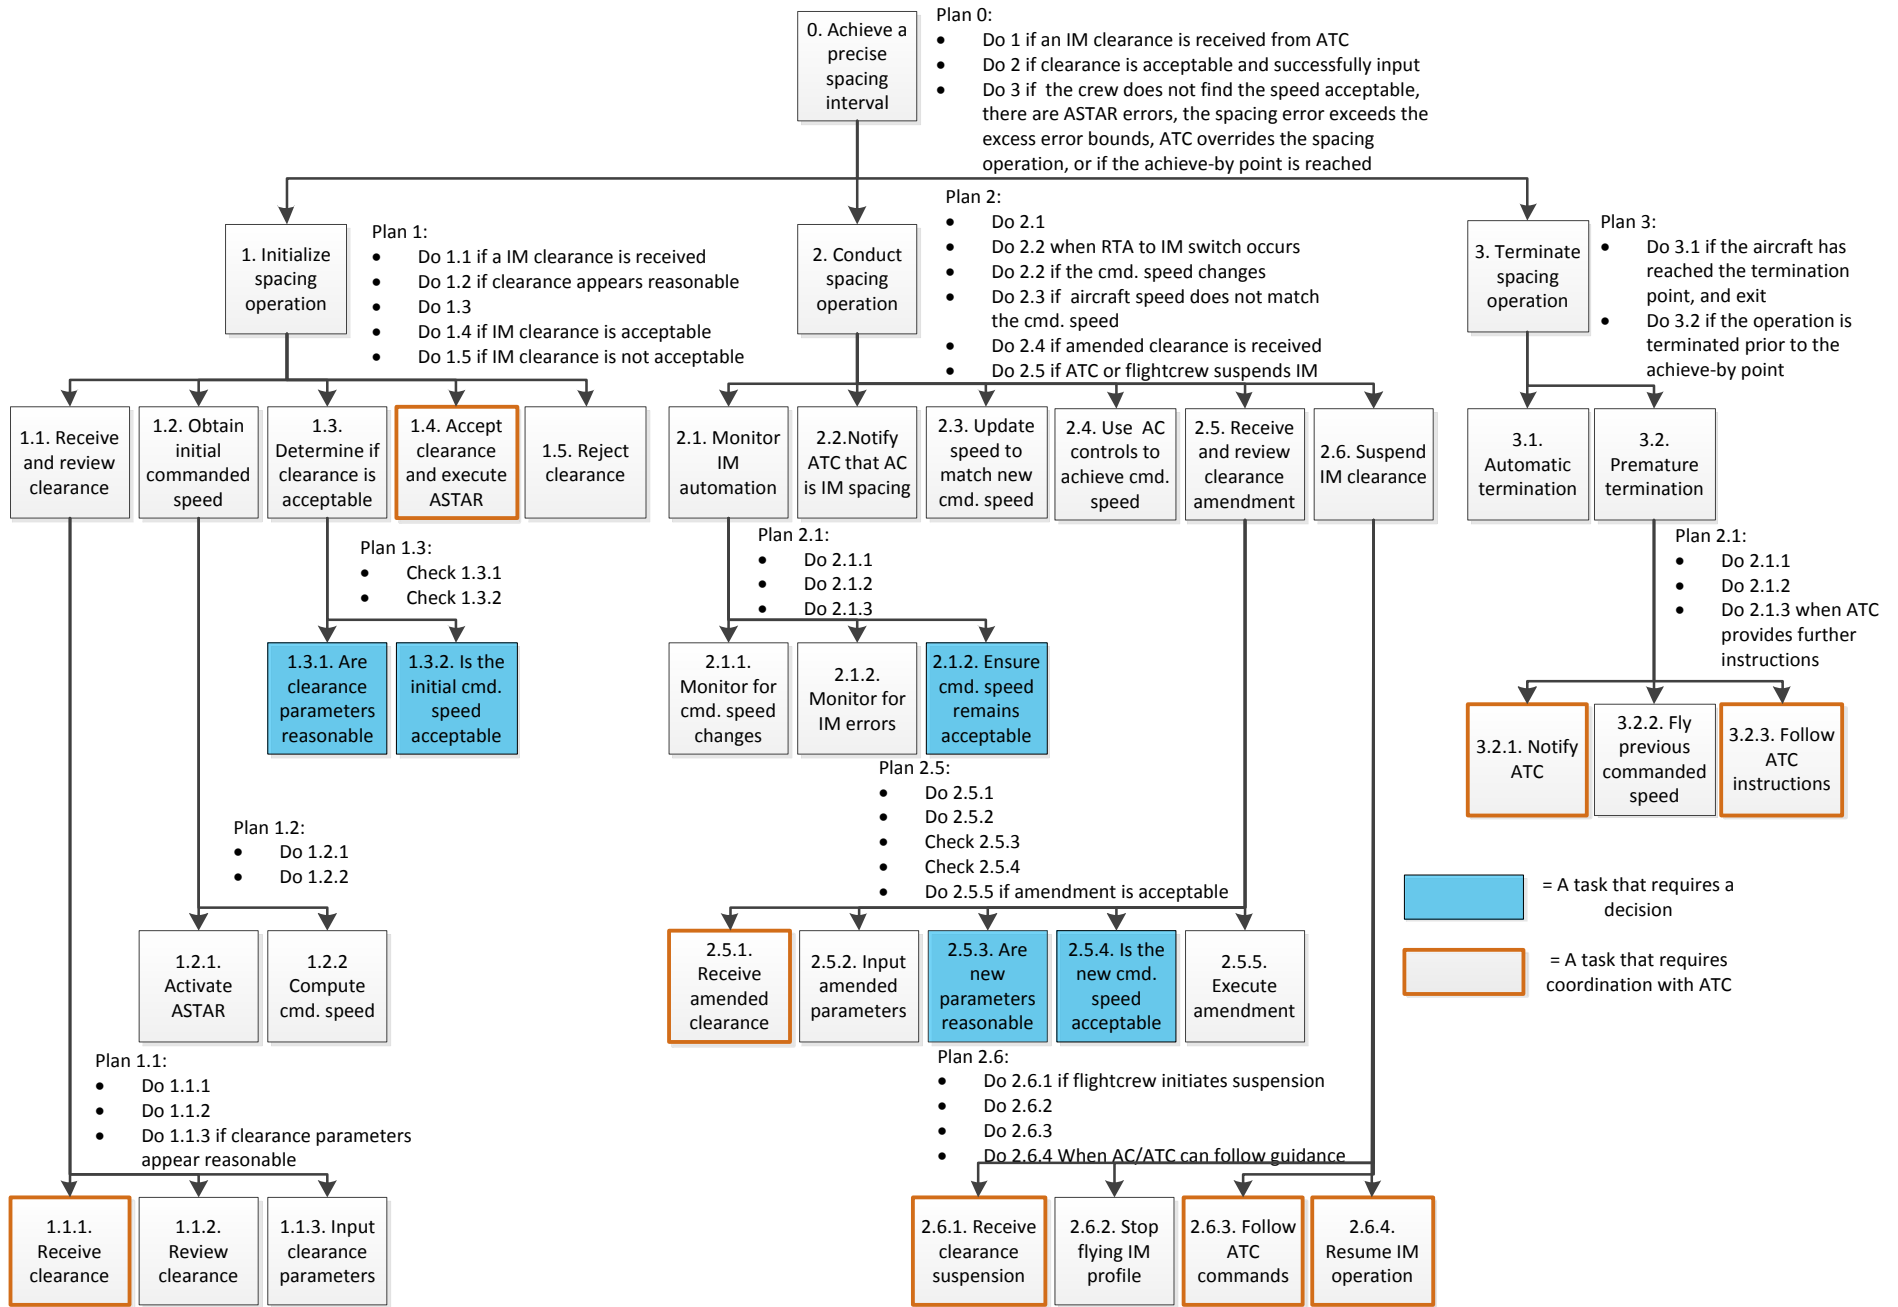 0. Achieve a
precise
spacing
interval
Plan 0:
• Do 1 if an IM clearance is received from ATC
• Do 2 if clearance is acceptable and successfully input
• Do 3 if  the crew does not find the speed acceptable,
there are ASTAR errors, the spacing error exceeds the
excess error bounds, ATC overrides the spacing
operation, or if the achieve-by point is reached
1. Initialize
spacing
operation
Plan 1:
• Do 1.1 if a IM clearance is received
• Do 1.2 if clearance appears reasonable
• Do 1.3
• Do 1.4 if IM clearance is acceptable
• Do 1.5 if IM clearance is not acceptable
2. Conduct
spacing
operation
Plan 2:
• Do 2.1
• Do 2.2 when RTA to IM switch occurs
• Do 2.2 if the cmd. speed changes
• Do 2.3 if  aircraft speed does not match
the cmd. speed
• Do 2.4 if amended clearance is received
• Do 2.5 if ATC or flightcrew suspends IM
3. Terminate
spacing
operation
Plan 3:
• Do 3.1 if the aircraft has
reached the termination
point, and exit
• Do 3.2 if the operation is
terminated prior to the
achieve-by point
1.1. Receive
and review
clearance
1.2. Obtain
initial
commanded
speed
1.3.
Determine if
clearance is
acceptable
1.4. Accept
clearance
and execute
ASTAR
1.5. Reject
clearance
2.1. Monitor
IM
automation
2.2.Notify
ATC that AC
is IM spacing
2.3. Update
speed to
match new
cmd. speed
2.4. Use  AC
controls to
achieve cmd.
speed
2.5. Receive
and review
clearance
amendment
2.6. Suspend
IM clearance
3.1.
Automatic
termination
3.2.
Premature
termination
Plan 1.3:
• Check 1.3.1
• Check 1.3.2
Plan 2.1:
• Do 2.1.1
• Do 2.1.2
• Do 2.1.3
Plan 2.1:
• Do 2.1.1
• Do 2.1.2
• Do 2.1.3 when ATC
provides further
instructions
1.3.1. Are
clearance
parameters
reasonable
1.3.2. Is the
initial cmd.
speed
acceptable
2.1.1.
Monitor for
cmd. speed
changes
2.1.2.
Monitor for
IM errors
2.1.2. Ensure
cmd. speed
remains
acceptable
3.2.1. Notify
ATC
3.2.2. Fly
previous
commanded
speed
3.2.3. Follow
ATC
instructions
Plan 1.2:
• Do 1.2.1
• Do 1.2.2
Plan 2.5:
• Do 2.5.1
• Do 2.5.2
• Check 2.5.3
• Check 2.5.4
• Do 2.5.5 if amendment is acceptable
= A task that requires a
decision
= A task that requires
coordination with ATC
1.2.1.
Activate
ASTAR
1.2.2
Compute
cmd. speed
2.5.1.
Receive
amended
clearance
2.5.2. Input
amended
parameters
2.5.3. Are
new
parameters
reasonable
2.5.4. Is the
new cmd.
speed
acceptable
2.5.5.
Execute
amendment
Plan 1.1:
• Do 1.1.1
• Do 1.1.2
• Do 1.1.3 if clearance parameters
appear reasonable
Plan 2.6:
• Do 2.6.1 if flightcrew initiates suspension
• Do 2.6.2
• Do 2.6.3
• Do 2.6.4 When AC/ATC can follow guidance
1.1.1.
Receive
clearance
1.1.2.
Review
clearance
1.1.3. Input
clearance
parameters
2.6.1. Receive
clearance
suspension
2.6.2. Stop
flying IM
profile
2.6.3. Follow
ATC
commands
2.6.4.
Resume IM
operation